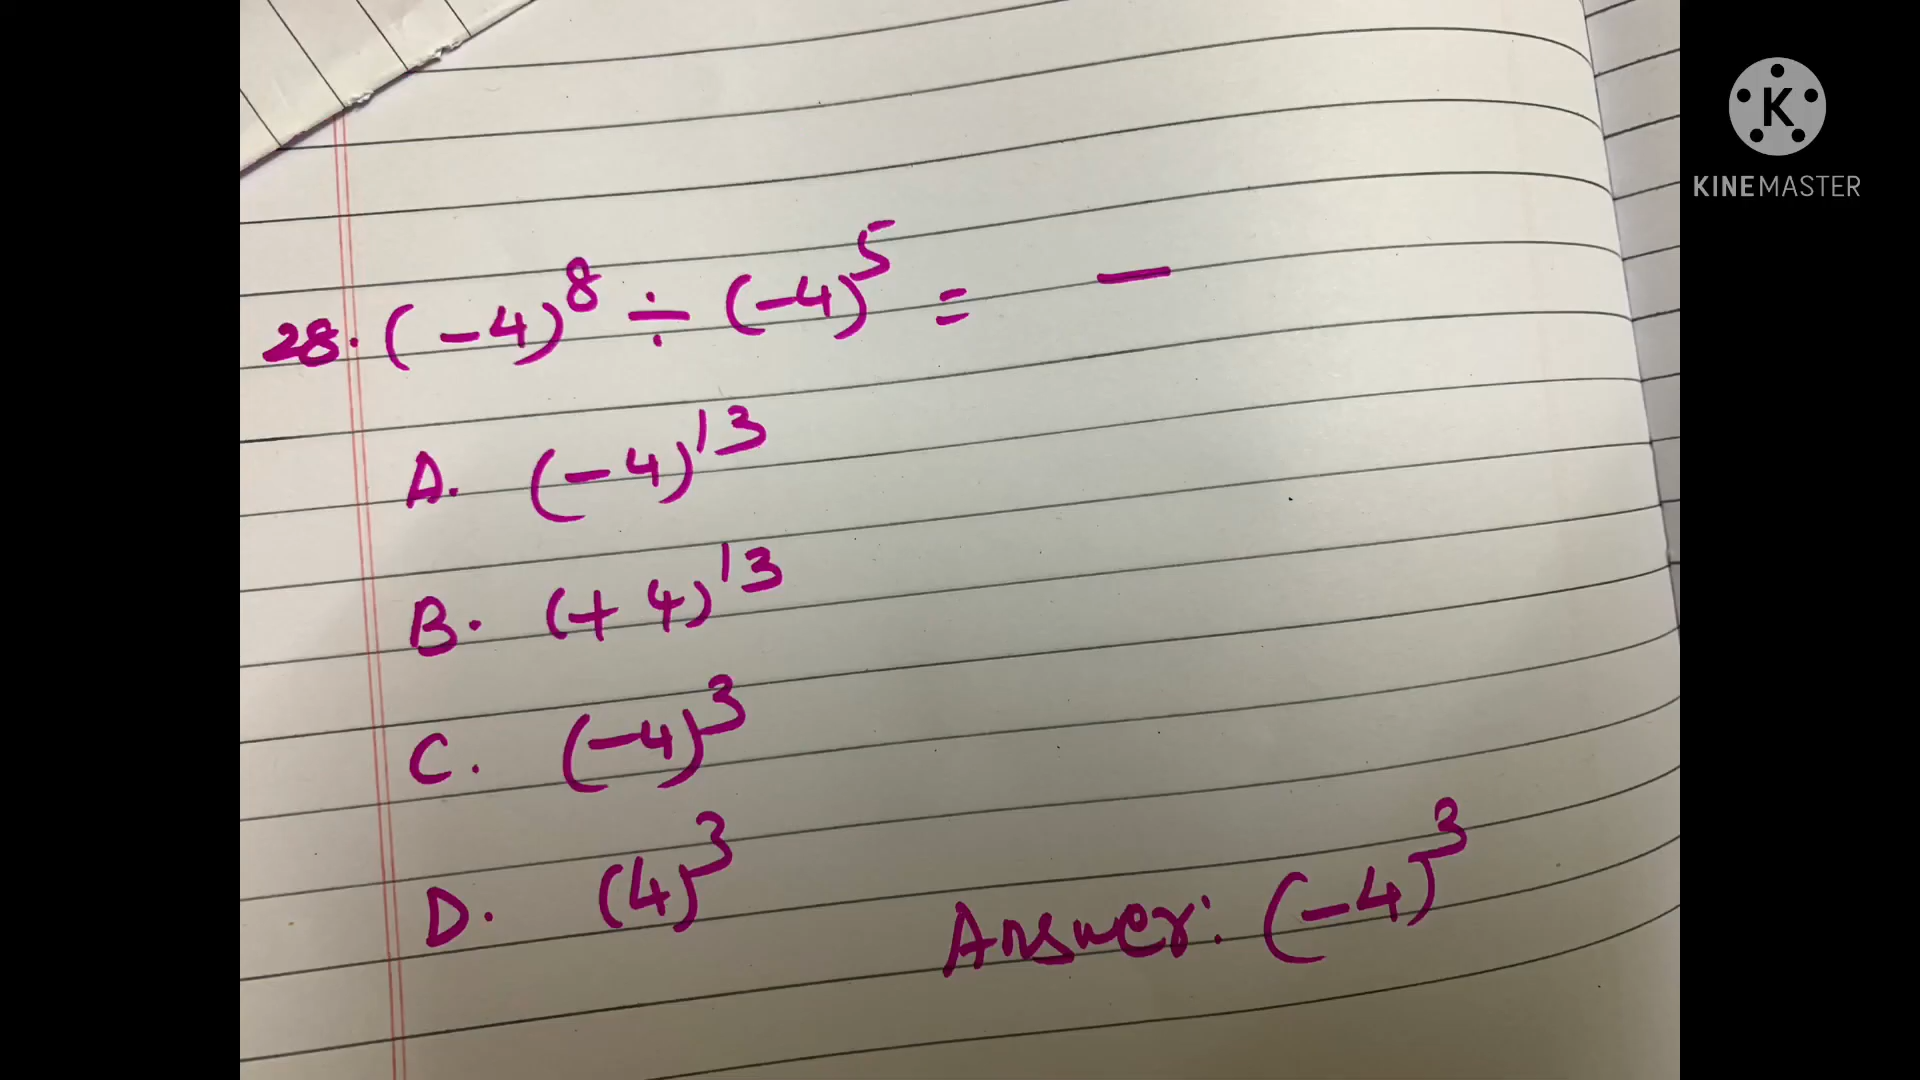 28. (-4)⁸ ÷ (-4)⁵ = —
A. (-4)¹³
B. (+4)¹³
C. (-4)³
D. (4)³
Answer: (-4)³
K
KINEMASTER